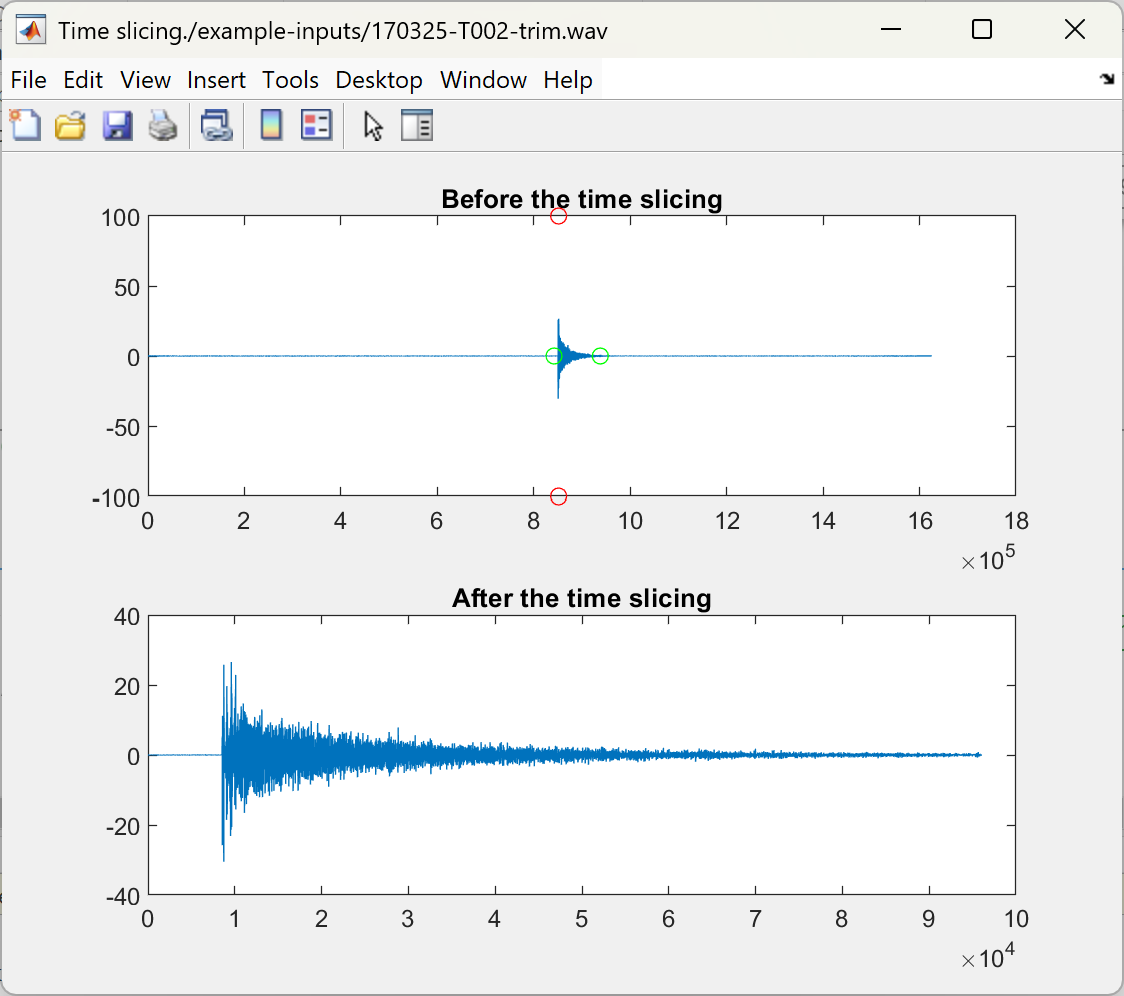 Time slicing./example-inputs/170325-T002-trim.wav
File Edit View Insert Tools Desktop Window Help
Before the time slicing
100
50
0
-50
-100
0 2 4 6 8 10 12 14 16 18
×10^5
After the time slicing
40
20
0
-20
-40
0 1 2 3 4 5 6 7 8 9 10
×10^4